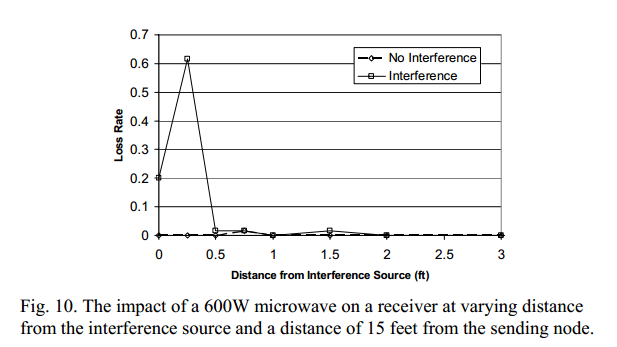 0.7
0.6
0.5
0.4
0.3
0.2
0.1
0
Loss Rate
No Interference
Interference
0 0.5 1 1.5 2 2.5 3
Distance from Interference Source (ft)
Fig. 10. The impact of a 600W microwave on a receiver at varying distance
from the interference source and a distance of 15 feet from the sending node.